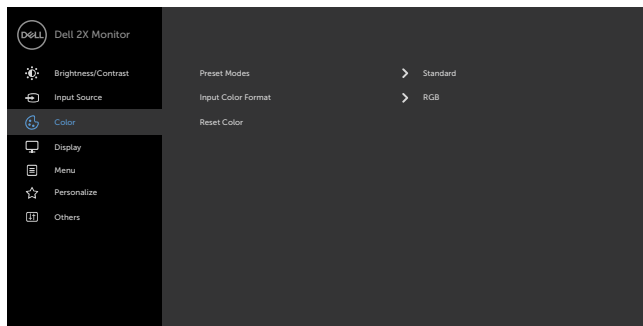 DELL Dell 2X Monitor
Brightness/Contrast Preset Modes Standard
Input Source Input Color Format RGB
Color Reset Color
Display
Menu
Personalize
Others